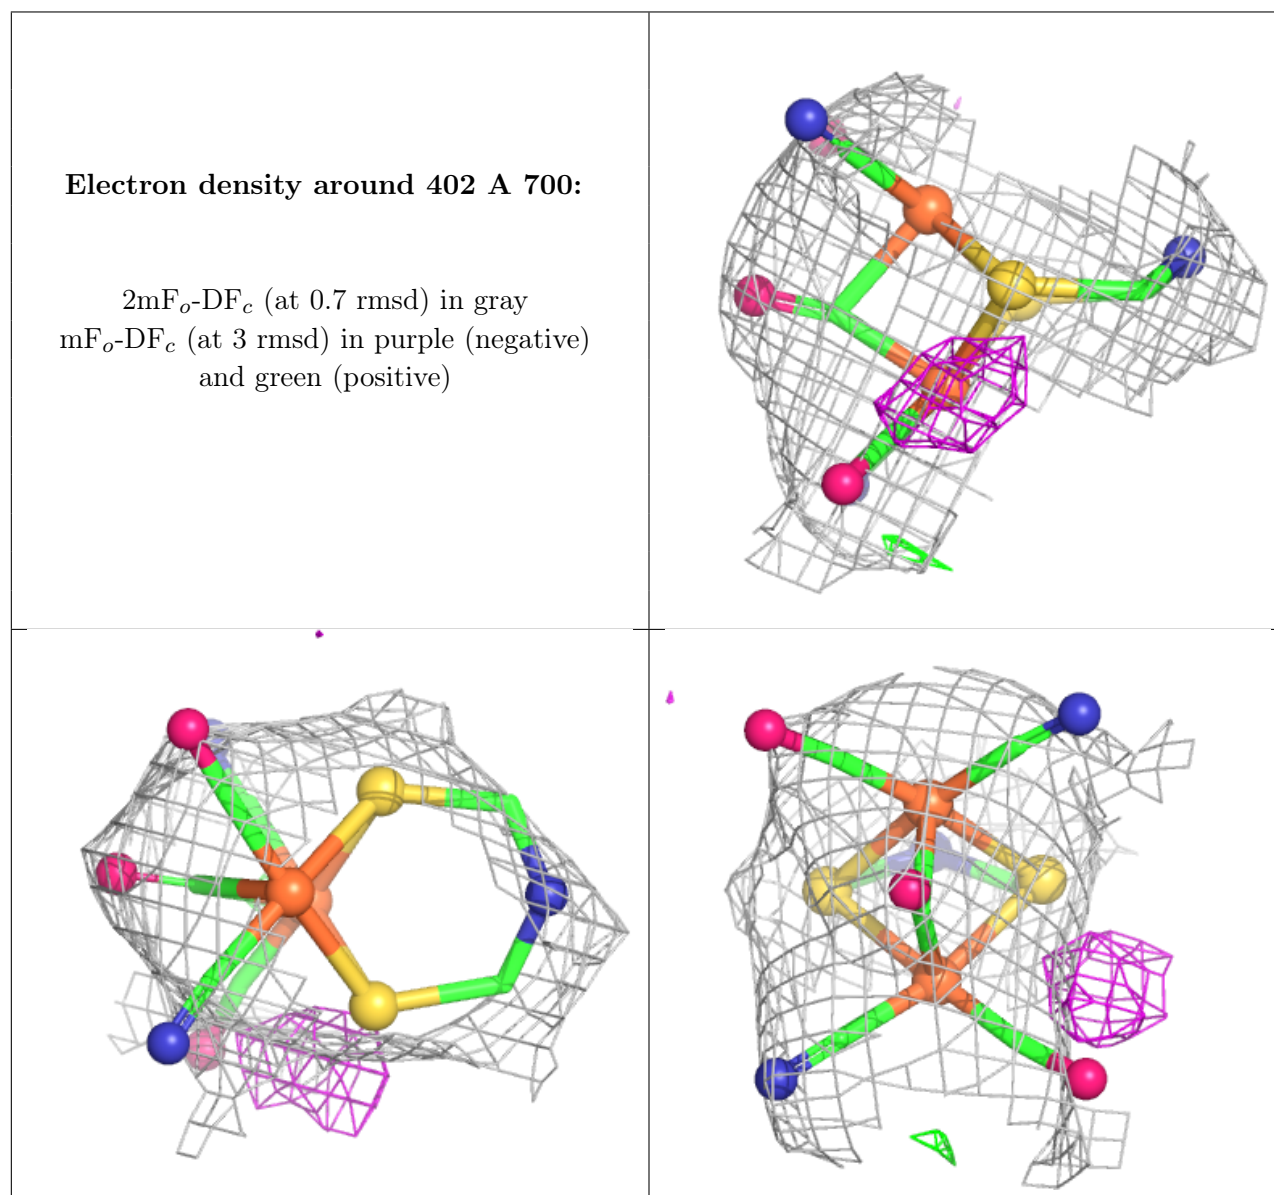 Electron density around 402 A 700:
2mFₒ-DF꜀ (at 0.7 rmsd) in gray
mFₒ-DF꜀ (at 3 rmsd) in purple (negative)
and green (positive)